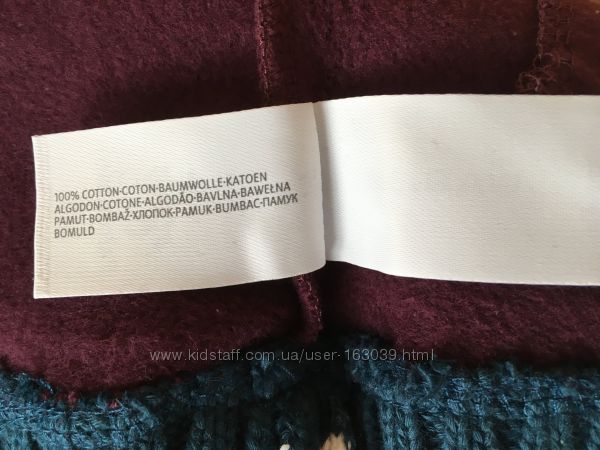 100% COTTON·COTON·BAUMWOLLE·KATOEN
ALGODON·COTONE·ALGODÃO·BAVLNA·BAWEŁNA
PAMUT·BOMBAŽ·ХЛОПОК·PAMUK·BUMBAC·ПАМУК
BOMULD
www.kidstaff.com.ua/user-163039.html